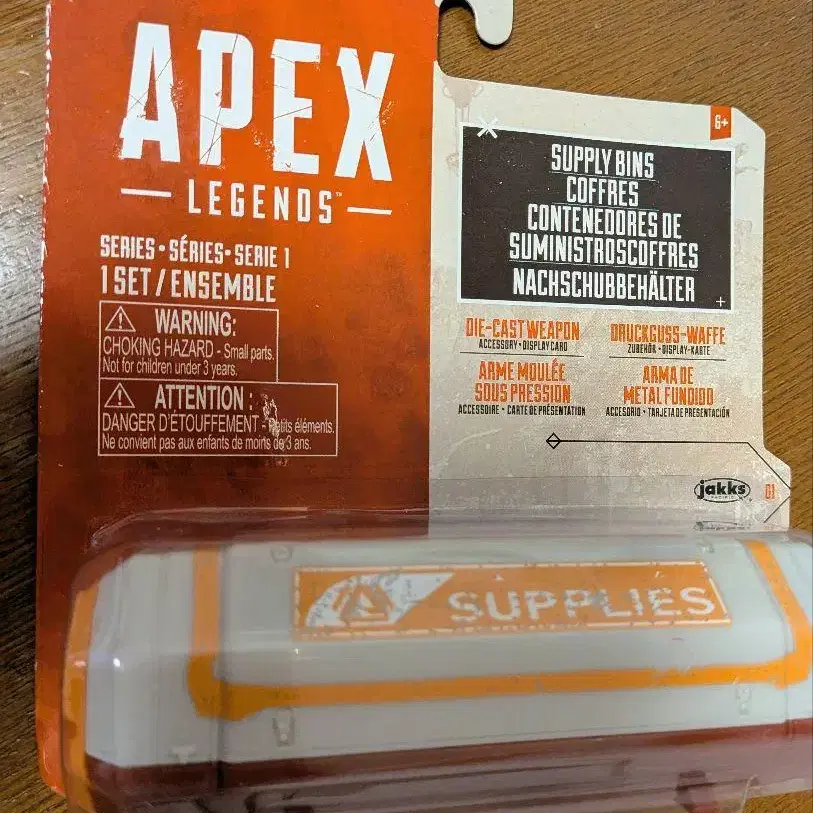 APEX
LEGENDS™
SERIES • SÉRIES • SERIE 1
1 SET / ENSEMBLE
WARNING:
CHOKING HAZARD - Small parts.
Not for children under 3 years.
ATTENTION :
DANGER D'ÉTOUFFEMENT - Petits éléments.
Ne convient pas aux enfants de moins de 3 ans.
6+
SUPPLY BINS
COFFRES
CONTENEDORES DE
SUMINISTROSCOFFRES
NACHSCHUBBEHÄLTER
DIE-CAST WEAPON
ACCESSORY • DISPLAY CARD
DRUCKGUSS-WAFFE
ZUBEHÖR • DISPLAY-KARTE
ARME MOULÉE
SOUS PRESSION
ACCESSOIRE • CARTE DE PRÉSENTATION
ARMA DE
METAL FUNDIDO
ACCESORIO • TARJETA DE PRESENTACIÓN
jakks
PACIFIC
01
SUPPLIES